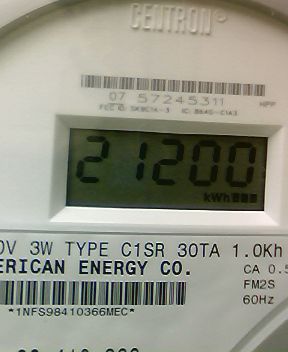 CENTRON
07 57245311
HPP
21200
kWh
0V 3W TYPE C1SR 30TA 1.0Kh
ERICAN ENERGY CO.
CA 0.5
FM2S
60Hz
*1NFS98410366MEC*